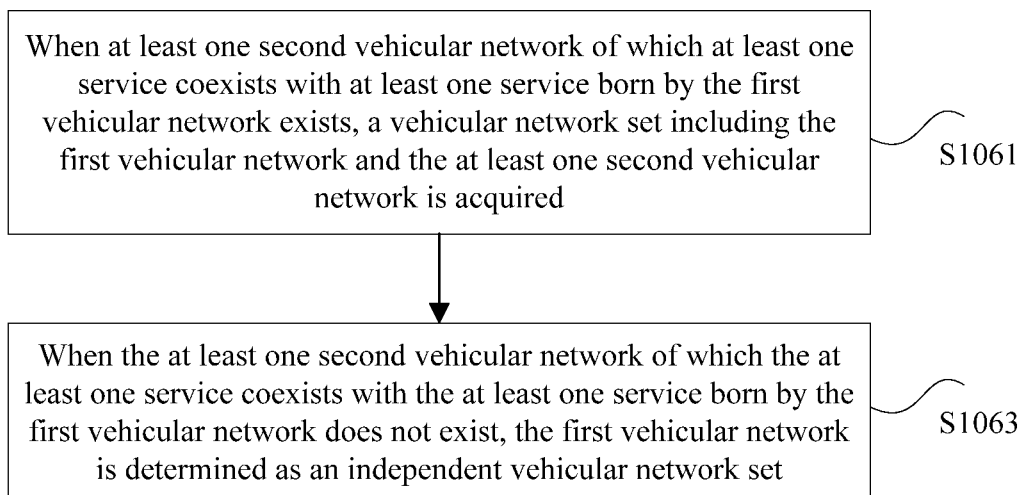 When at least one second vehicular network of which at least one
service coexists with at least one service born by the first
vehicular network exists, a vehicular network set including the
first vehicular network and the at least one second vehicular
network is acquired
S1061
When the at least one second vehicular network of which the at
least one service coexists with the at least one service born by the
first vehicular network does not exist, the first vehicular network
is determined as an independent vehicular network set
S1063